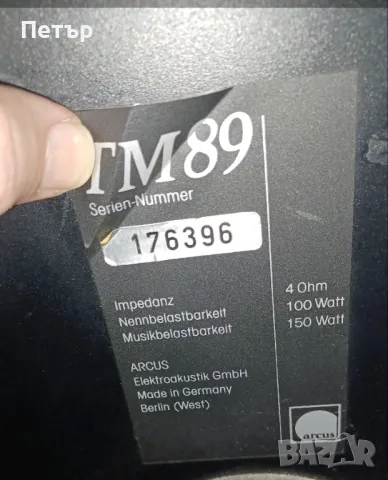 Петър
TM89
Serien-Nummer
176396
Impedanz 4 Ohm
Nennbelastbarkeit 100 Watt
Musikbelastbarkeit 150 Watt
ARCUS
Elektroakustik GmbH
Made in Germany
Berlin (West)
arcus
BAZAR